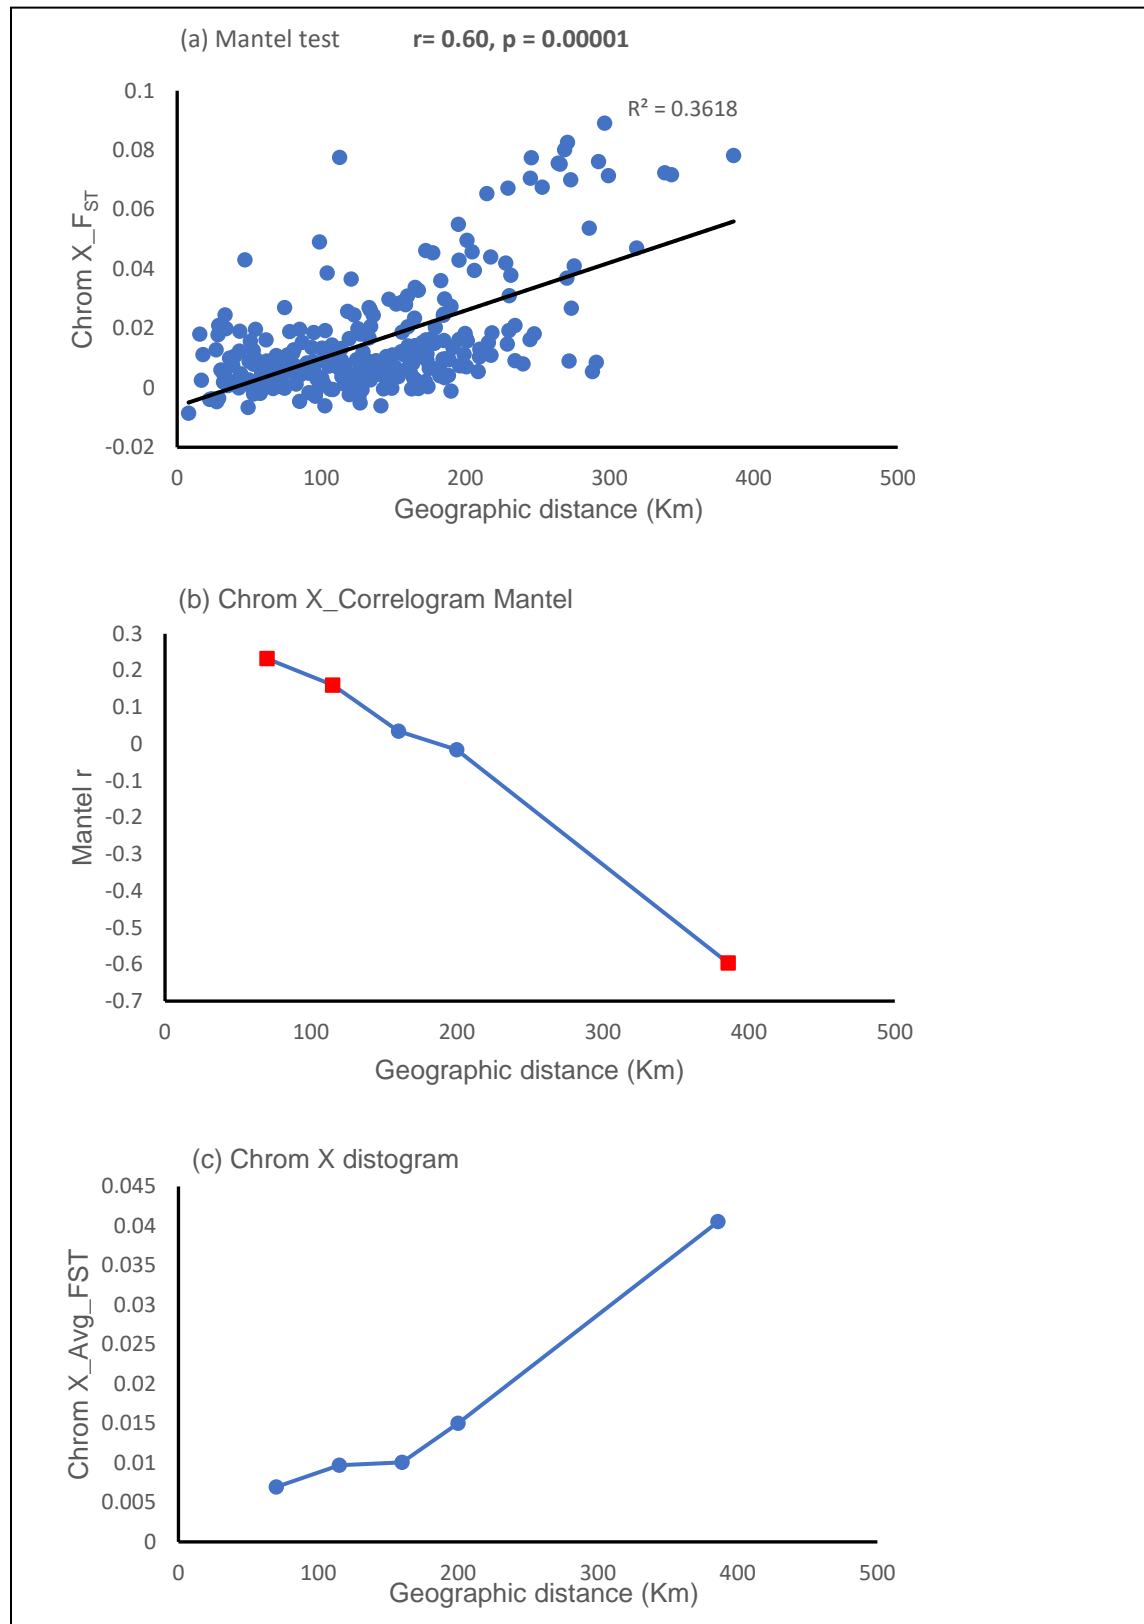 (a) Mantel test r= 0.60, p = 0.00001
R² = 0.3618
Chrom X_F_ST
0.1
0.08
0.06
0.04
0.02
0
-0.02
0 100 200 300 400 500
Geographic distance (Km)
(b) Chrom X_Correlogram Mantel
Mantel r
0.3
0.2
0.1
0
-0.1
-0.2
-0.3
-0.4
-0.5
-0.6
-0.7
0 100 200 300 400 500
Geographic distance (Km)
(c) Chrom X distogram
Chrom X_Avg_FST
0.045
0.04
0.035
0.03
0.025
0.02
0.015
0.01
0.005
0
0 100 200 300 400 500
Geographic distance (Km)